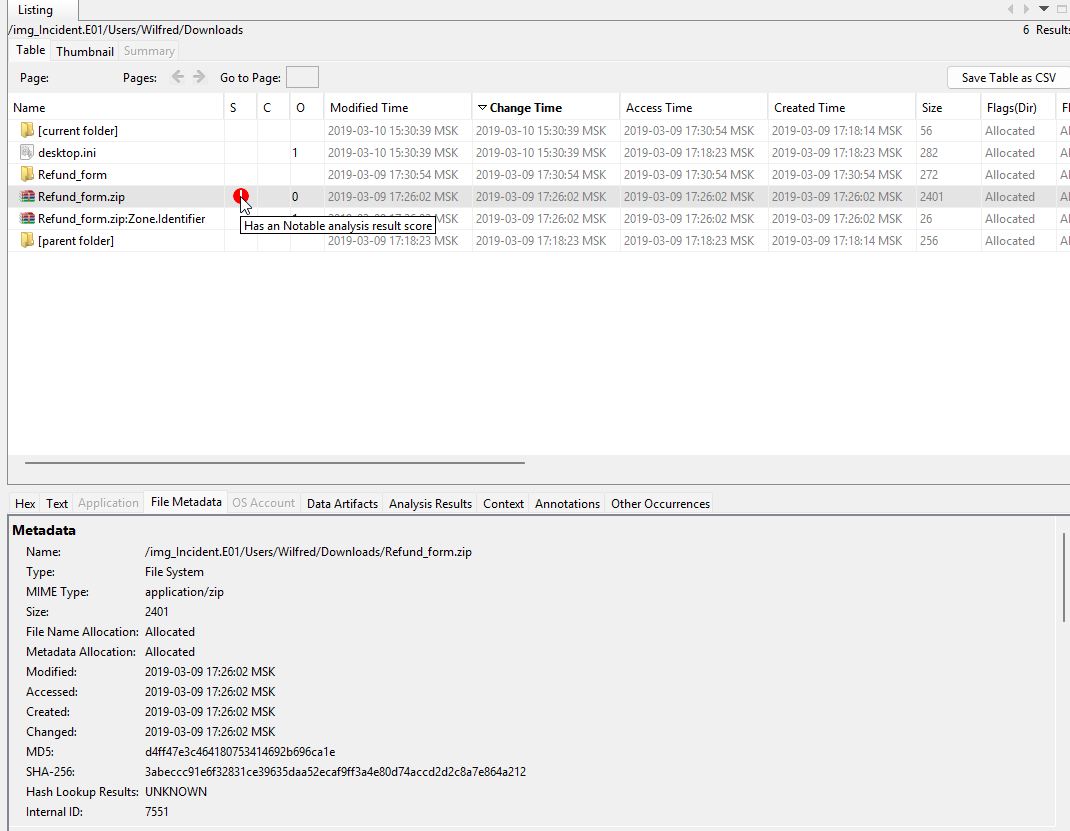 Listing
/img_Incident.E01/Users/Wilfred/Downloads 6 Results
Table Thumbnail Summary
Page: Pages: Go to Page: Save Table as CSV
Name S C O Modified Time Change Time Access Time Created Time Size Flags(Dir) Fl
[current folder] 2019-03-10 15:30:39 MSK 2019-03-10 15:30:39 MSK 2019-03-09 17:30:54 MSK 2019-03-09 17:18:14 MSK 56 Allocated Al
desktop.ini 1 2019-03-10 15:30:39 MSK 2019-03-10 15:30:39 MSK 2019-03-09 17:18:23 MSK 2019-03-09 17:18:23 MSK 282 Allocated Al
Refund_form 2019-03-09 17:30:54 MSK 2019-03-09 17:30:54 MSK 2019-03-09 17:30:54 MSK 2019-03-09 17:30:54 MSK 272 Allocated Al
Refund_form.zip 0 2019-03-09 17:26:02 MSK 2019-03-09 17:26:02 MSK 2019-03-09 17:26:02 MSK 2019-03-09 17:26:02 MSK 2401 Allocated Al
Refund_form.zip:Zone.Identifier 2019-03-09 17:26:02 MSK 2019-03-09 17:26:02 MSK 2019-03-09 17:26:02 MSK 26 Allocated Al
Has an Notable analysis result score
[parent folder] 2019-03-09 17:18:23 MSK 2019-03-09 17:18:23 MSK 2019-03-09 17:18:23 MSK 2019-03-09 17:18:14 MSK 256 Allocated Al
Hex Text Application File Metadata OS Account Data Artifacts Analysis Results Context Annotations Other Occurrences
Metadata
Name: /img_Incident.E01/Users/Wilfred/Downloads/Refund_form.zip
Type: File System
MIME Type: application/zip
Size: 2401
File Name Allocation: Allocated
Metadata Allocation: Allocated
Modified: 2019-03-09 17:26:02 MSK
Accessed: 2019-03-09 17:26:02 MSK
Created: 2019-03-09 17:26:02 MSK
Changed: 2019-03-09 17:26:02 MSK
MD5: d4ff47e3c464180753414692b696ca1e
SHA-256: 3abeccc91e6f32831ce39635daa52ecaf9ff3a4e80d74accd2d2c8a7e864a212
Hash Lookup Results: UNKNOWN
Internal ID: 7551